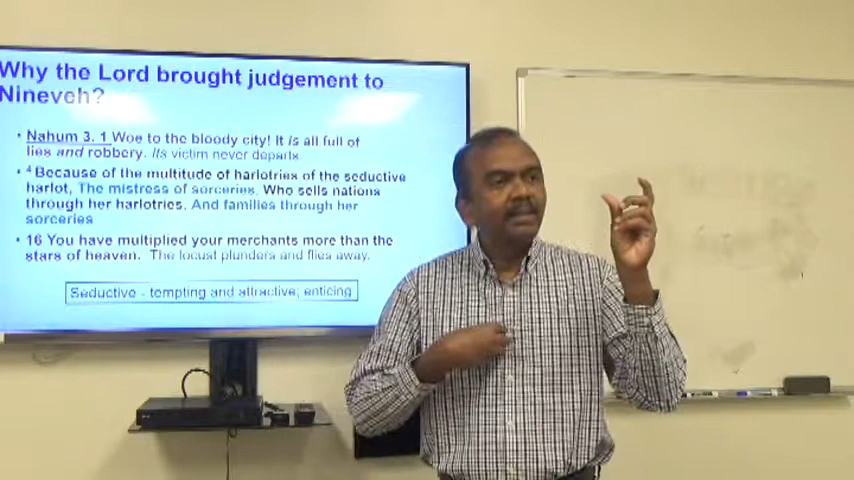 Why the Lord brought judgement to
Nineveh?
• Nahum 3. 1 Woe to the bloody city! It is all full of
lies and robbery. Its victim never departs
• 4 Because of the multitude of harlotries of the seductive
harlot, The mistress of sorceries, Who sells nations
through her harlotries, And families through her
sorceries
• 16 You have multiplied your merchants more than the
stars of heaven. The locust plunders and flies away.
Seductive - tempting and attractive; enticing